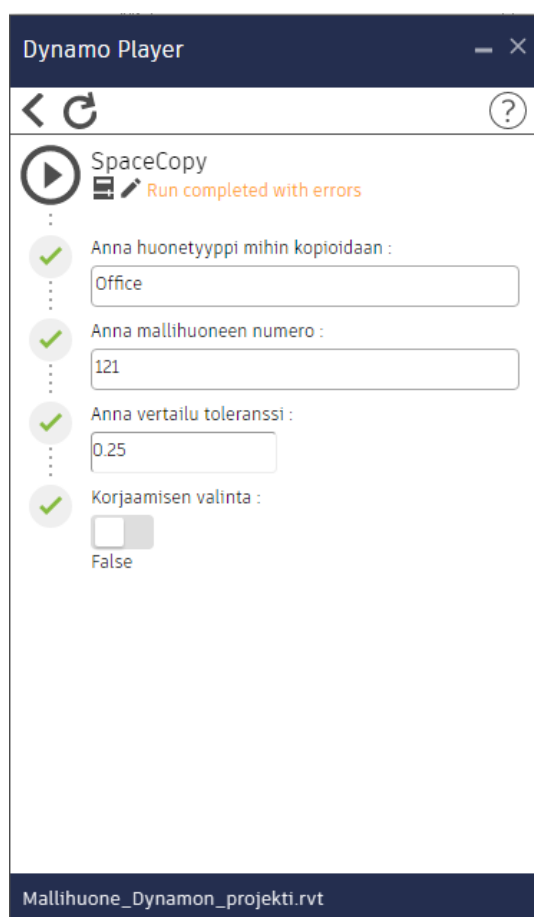 Dynamo Player
?
SpaceCopy
Run completed with errors
Anna huonetyyppi mihin kopioidaan :
Office
Anna mallihuoneen numero :
121
Anna vertailu toleranssi :
0.25
Korjaamisen valinta :
False
Mallihuone_Dynamon_projekti.rvt